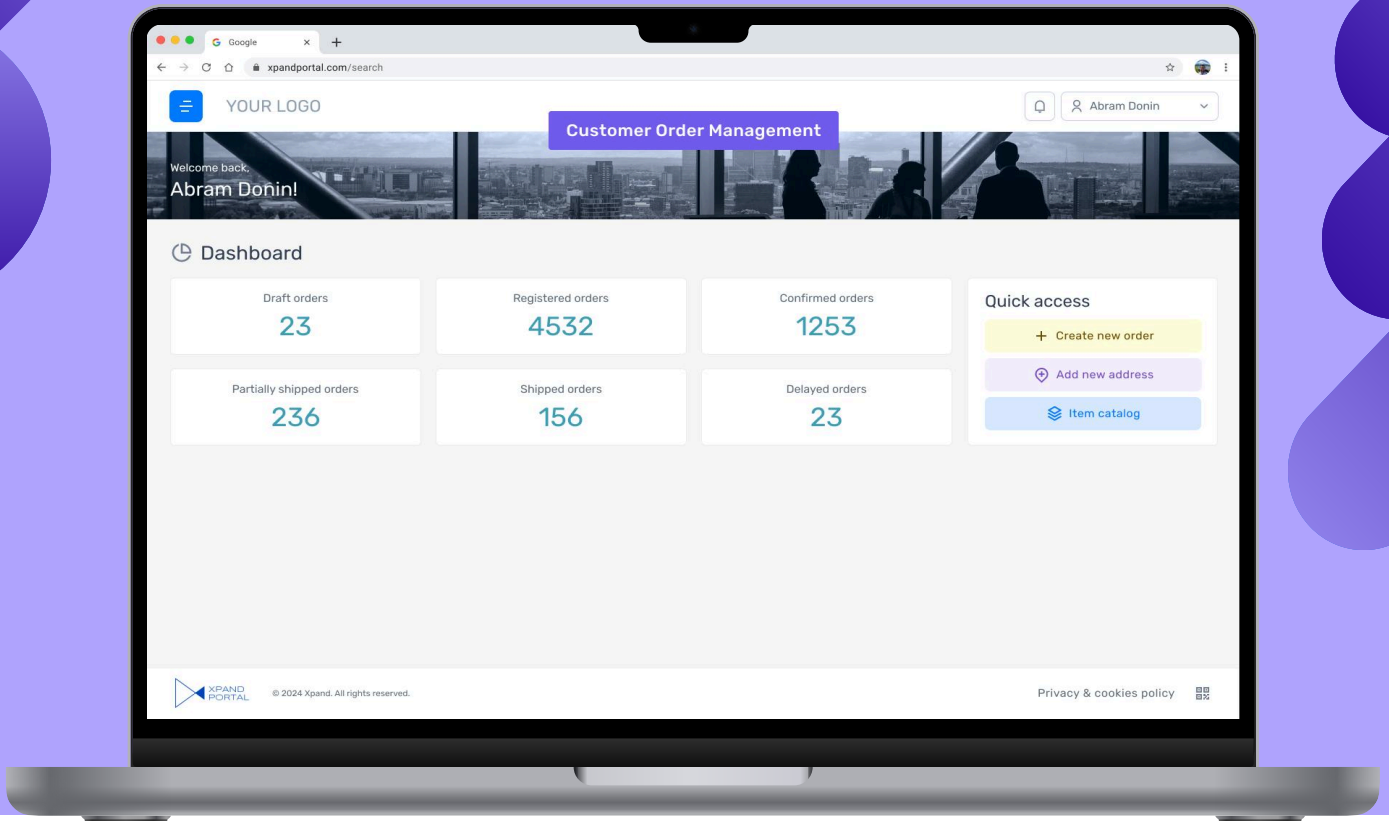 Google
xpandportal.com/search
YOUR LOGO
Abram Donin
Customer Order Management
Welcome back,
Abram Donin!
Dashboard
Draft orders
23
Registered orders
4532
Confirmed orders
1253
Partially shipped orders
236
Shipped orders
156
Delayed orders
23
Quick access
Create new order
Add new address
Item catalog
XPAND
PORTAL
© 2024 Xpand. All rights reserved.
Privacy & cookies policy